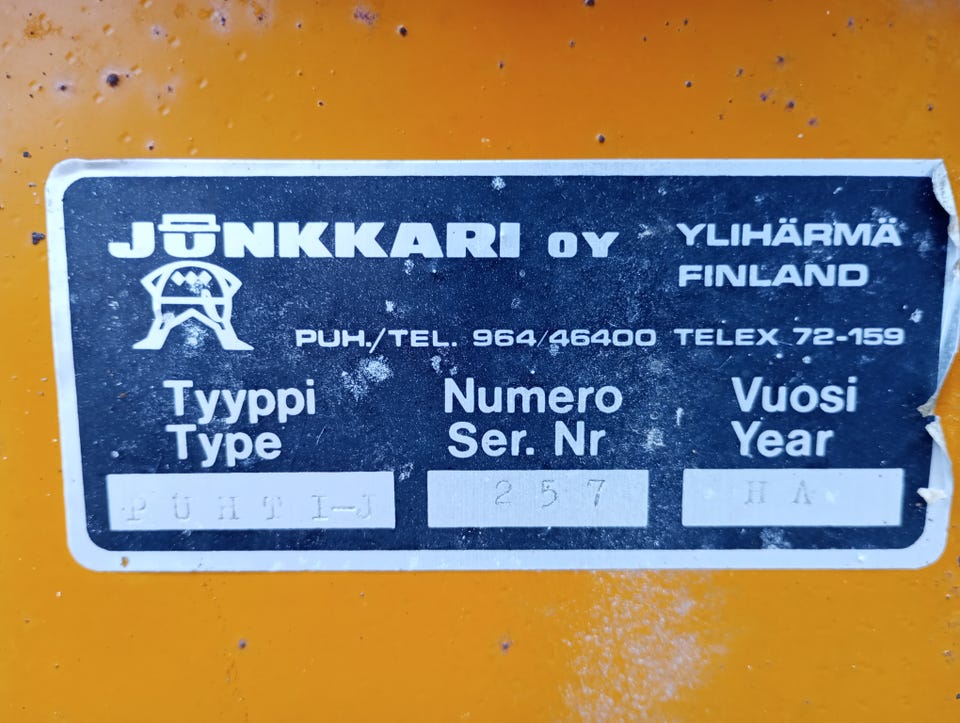 JUNKKARI OY YLIHÄRMÄ
FINLAND
PUH./TEL. 964/46400 TELEX 72-159
Tyyppi Numero Vuosi
Type Ser. Nr Year
PUHTI-J 257 HA